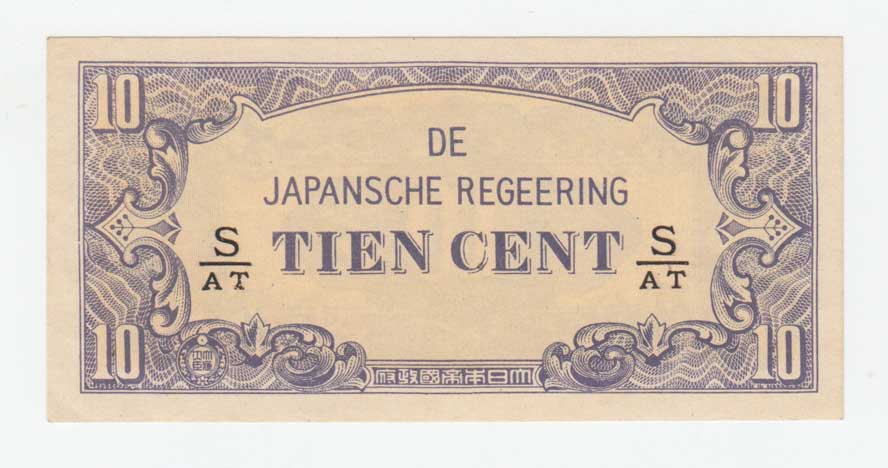 10 10
DE
JAPANSCHE REGEERING
S
AT
TIEN CENT
S
AT
10 10
大日本帝國政府